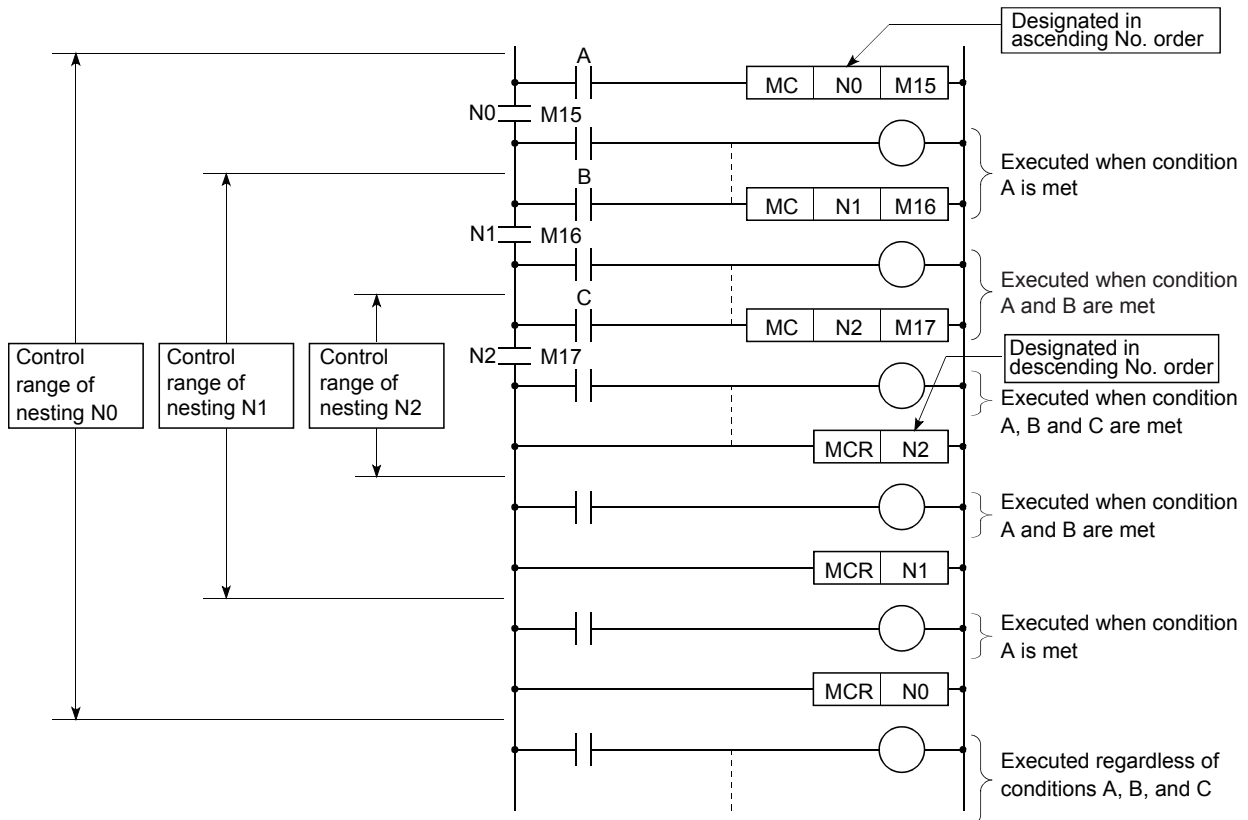 Designated in
ascending No. order
A
MC N0 M15
N0 M15
Executed when condition
A is met
B
MC N1 M16
N1 M16
Executed when condition
A and B are met
C
MC N2 M17
N2 M17
Designated in
descending No. order
Control
range of
nesting N0
Control
range of
nesting N1
Control
range of
nesting N2
Executed when condition
A, B and C are met
MCR N2
Executed when condition
A and B are met
MCR N1
Executed when condition
A is met
MCR N0
Executed regardless of
conditions A, B, and C